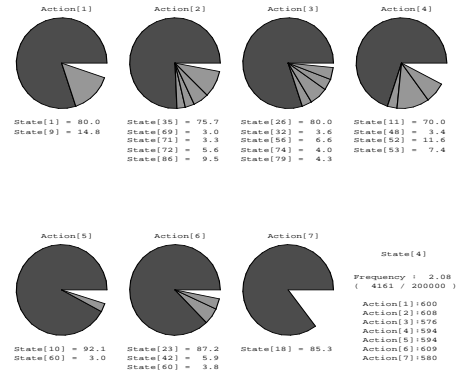 Action[1]
Action[2]
Action[3]
Action[4]
State[1] = 80.0
State[9] = 14.8
State[35] = 75.7
State[69] = 3.0
State[71] = 3.3
State[72] = 5.6
State[86] = 9.5
State[26] = 80.0
State[32] = 3.6
State[56] = 6.6
State[74] = 4.0
State[79] = 4.3
State[11] = 70.0
State[48] = 3.4
State[52] = 11.6
State[53] = 7.4
Action[5]
Action[6]
Action[7]
State[10] = 92.1
State[60] = 3.0
State[23] = 87.2
State[42] = 5.9
State[60] = 3.8
State[18] = 85.3
State[4]
Frequency : 2.08
( 4161 / 200000 )
Action[1]:600
Action[2]:608
Action[3]:576
Action[4]:594
Action[5]:594
Action[6]:609
Action[7]:580